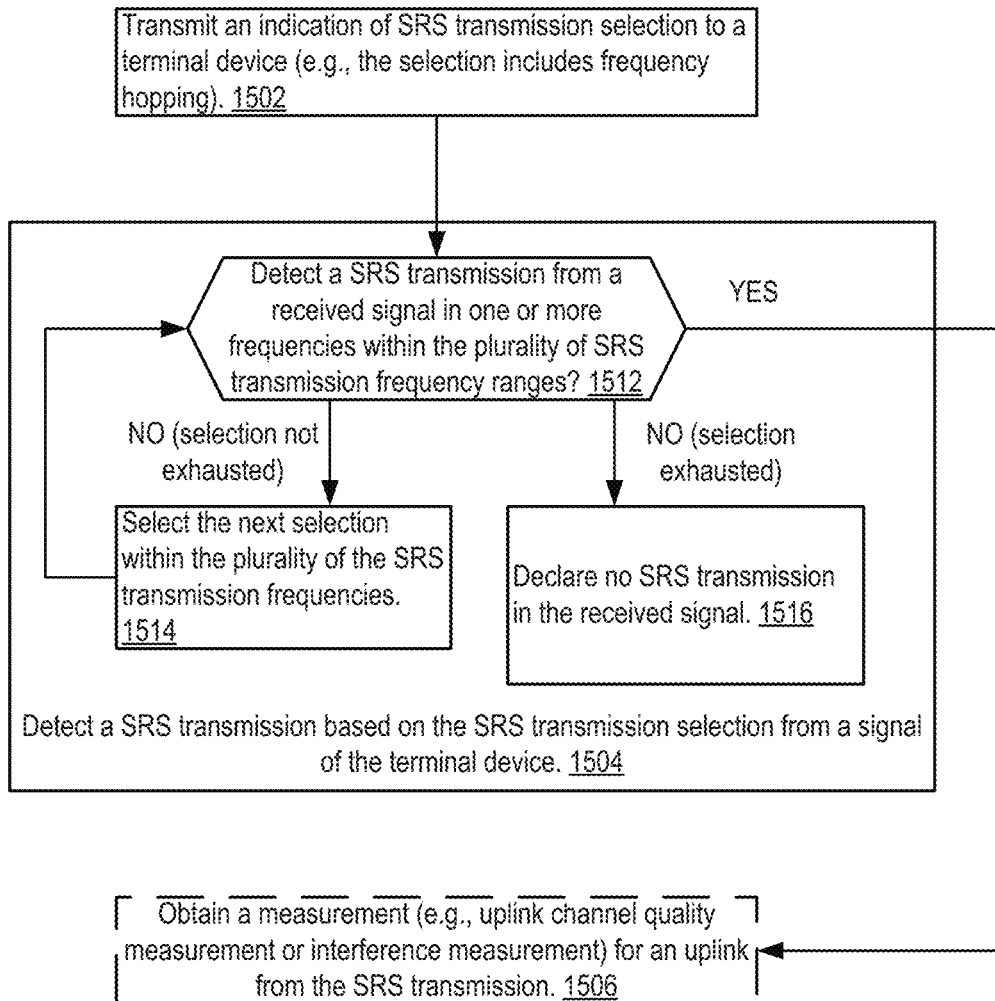 Transmit an indication of SRS transmission selection to a
terminal device (e.g., the selection includes frequency
hopping). 1502
Detect a SRS transmission from a
received signal in one or more
frequencies within the plurality of SRS
transmission frequency ranges? 1512
YES
NO (selection not
exhausted)
NO (selection
exhausted)
Select the next selection
within the plurality of the SRS
transmission frequencies.
1514
Declare no SRS transmission
in the received signal. 1516
Detect a SRS transmission based on the SRS transmission selection from a signal
of the terminal device. 1504
Obtain a measurement (e.g., uplink channel quality
measurement or interference measurement) for an uplink
from the SRS transmission. 1506